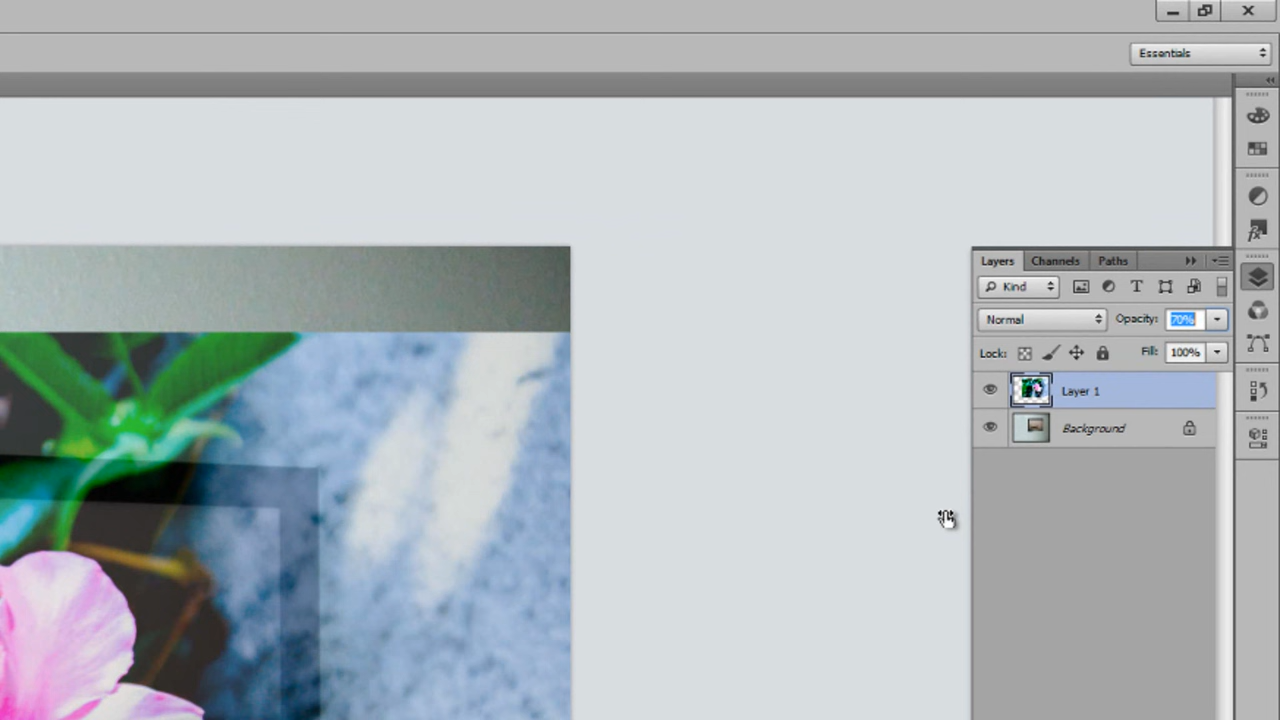 Essentials
Layers Channels Paths
Kind
Normal Opacity: 70%
Lock: Fill: 100%
Layer 1
Background